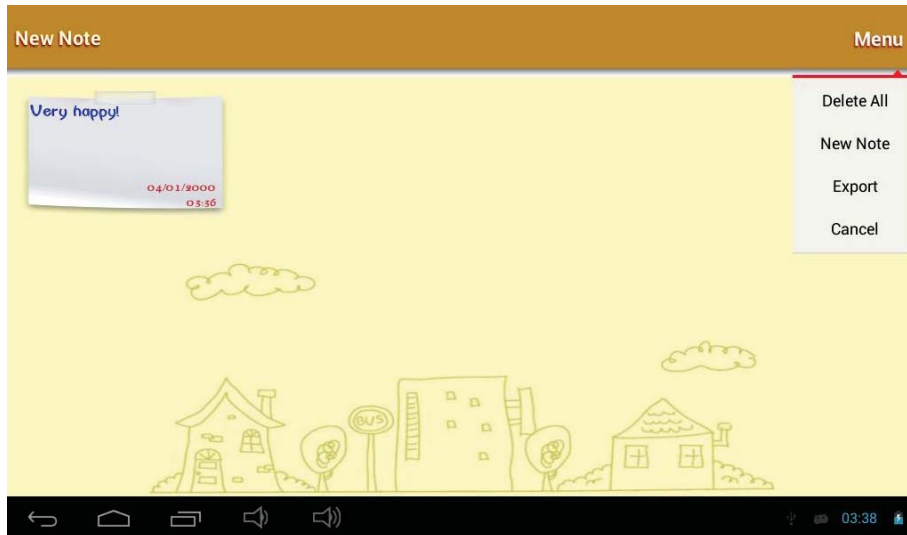 New Note
Menu
Very happy!
04/01/2000
03:36
Delete All
New Note
Export
Cancel
BUS
03:38